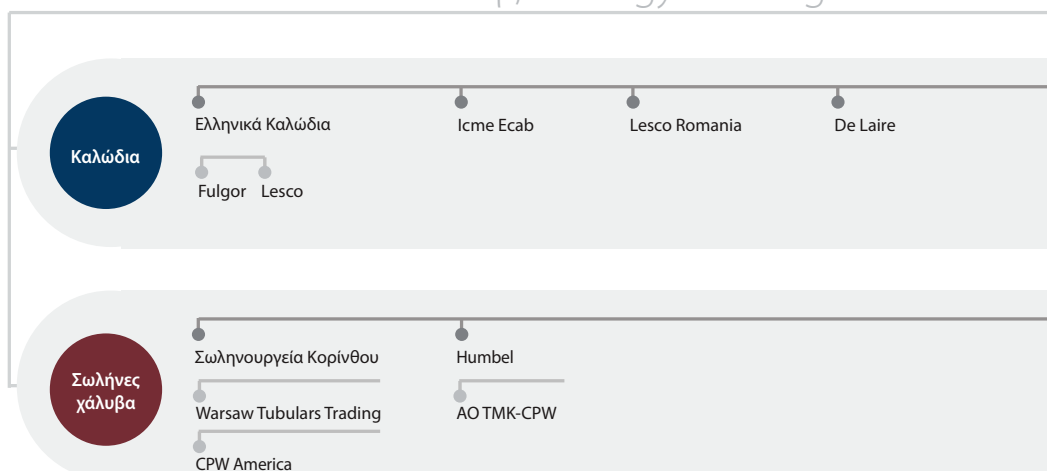 Καλώδια
Ελληνικά Καλώδια
Icme Ecab
Lesco Romania
De Laire
Fulgor
Lesco
Σωλήνες
χάλυβα
Σωληνουργεία Κορίνθου
Humbel
Warsaw Tubulars Trading
AO TMK-CPW
CPW America